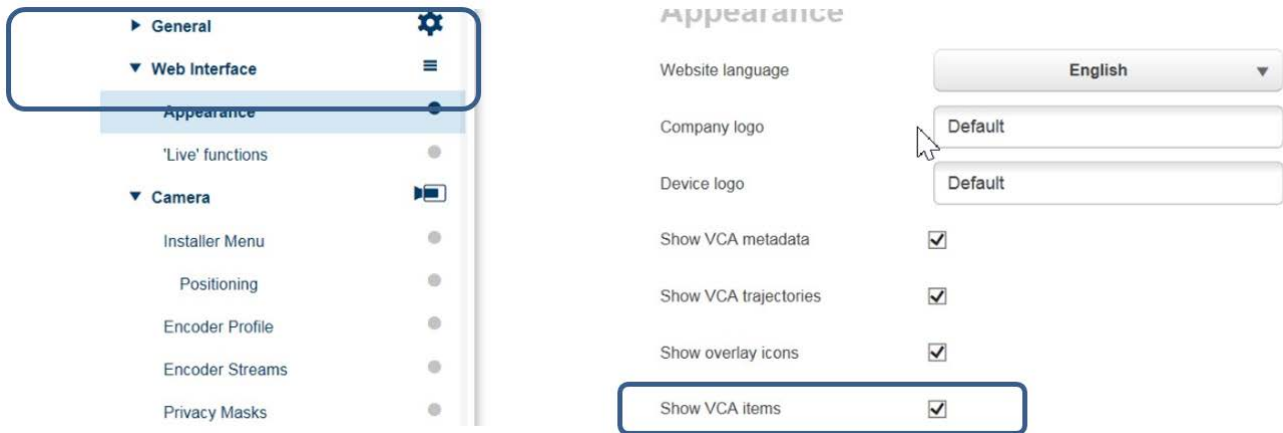 General
Web Interface
Appearance
'Live' functions
Camera
Installer Menu
Positioning
Encoder Profile
Encoder Streams
Privacy Masks
Appearance
Website language English
Company logo Default
Device logo Default
Show VCA metadata
Show VCA trajectories
Show overlay icons
Show VCA items